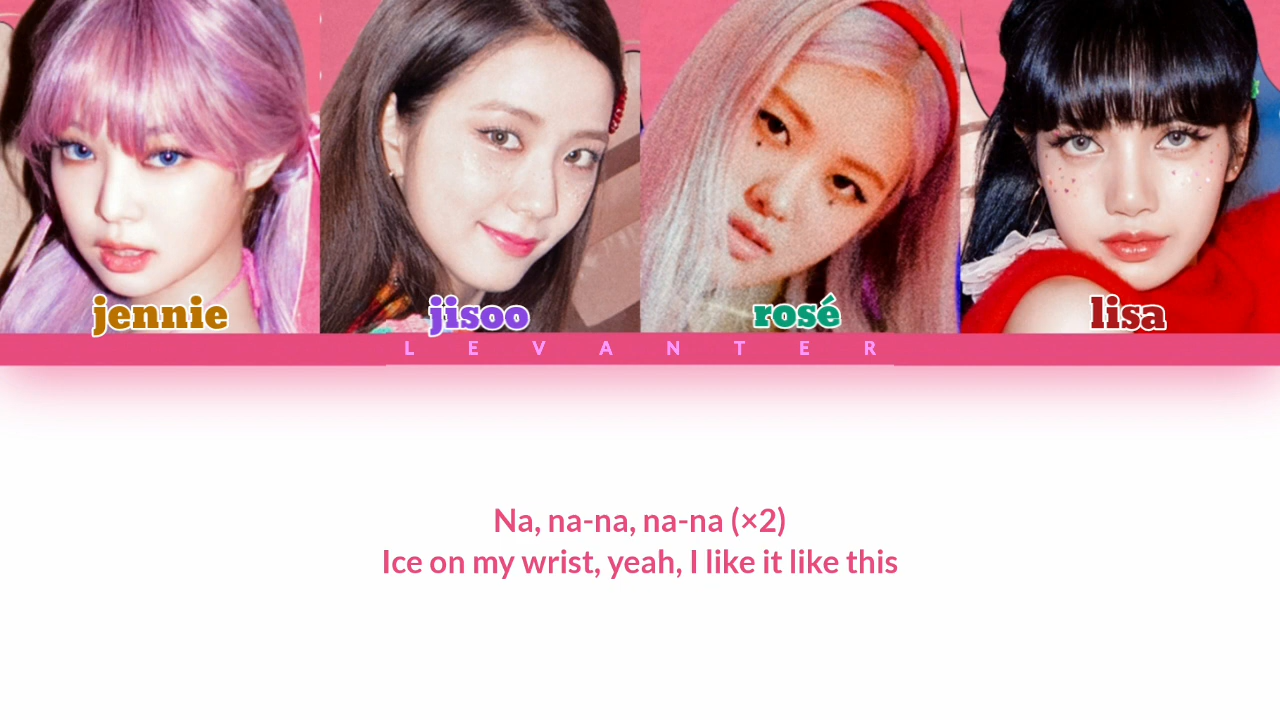 jennie
jisoo
rosé
lisa
LEVANTER
Na, na-na, na-na (×2)
Ice on my wrist, yeah, I like it like this